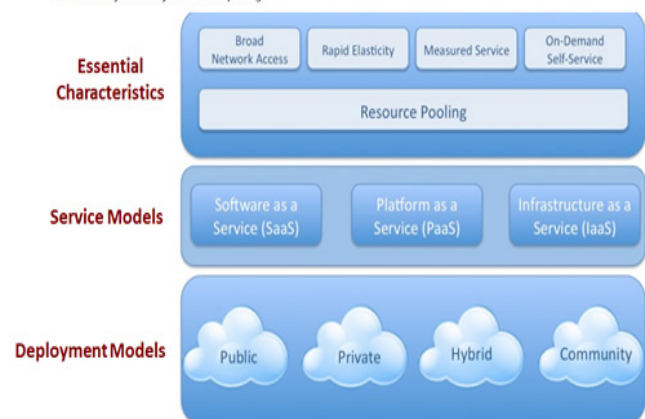 Essential
Characteristics
Broad
Network Access
Rapid Elasticity
Measured Service
On-Demand
Self-Service
Resource Pooling
Service Models
Software as a
Service (SaaS)
Platform as a
Service (PaaS)
Infrastructure as a
Service (IaaS)
Deployment Models
Public
Private
Hybrid
Community